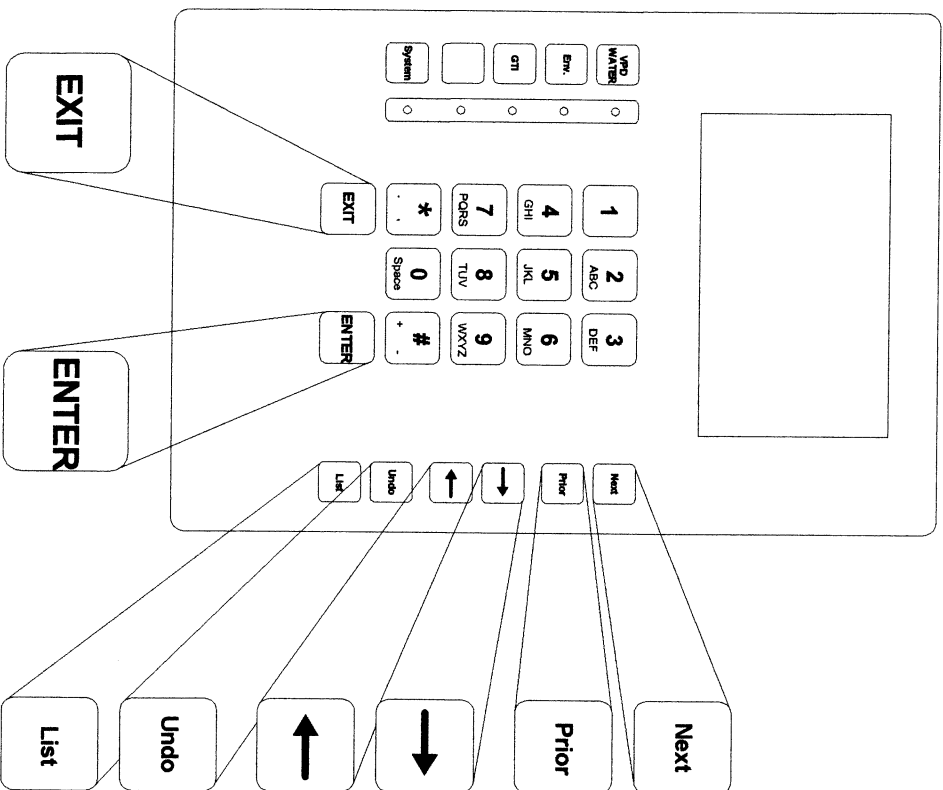 VPD
WATER
Env.
GTI
System
1
2
ABC
3
DEF
4
GHI
5
JKL
6
MNO
7
PQRS
8
TUV
9
WXYZ
*
. ,
0
Space
#
+ -
EXIT
ENTER
Next
Prior
→
←
Undo
List
Next
Prior
→
←
Undo
List
EXIT
ENTER